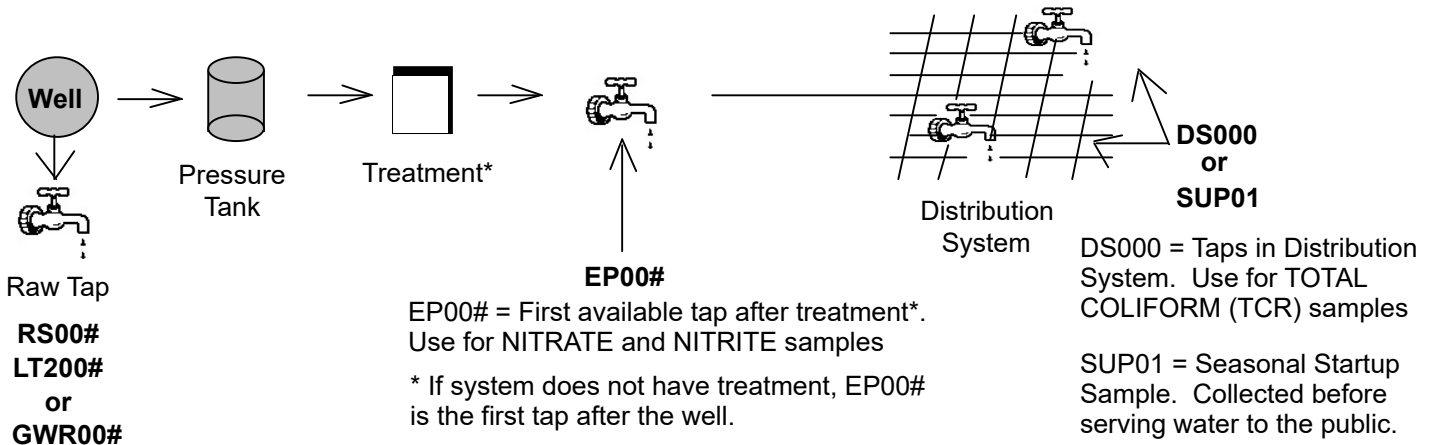 Well
Pressure
Tank
Treatment*
Raw Tap
RS00#
LT200#
or
GWR00#
EP00#
EP00# = First available tap after treatment*.
Use for NITRATE and NITRITE samples
* If system does not have treatment, EP00#
is the first tap after the well.
Distribution
System
DS000
or
SUP01
DS000 = Taps in Distribution
System. Use for TOTAL
COLIFORM (TCR) samples
SUP01 = Seasonal Startup
Sample. Collected before
serving water to the public.